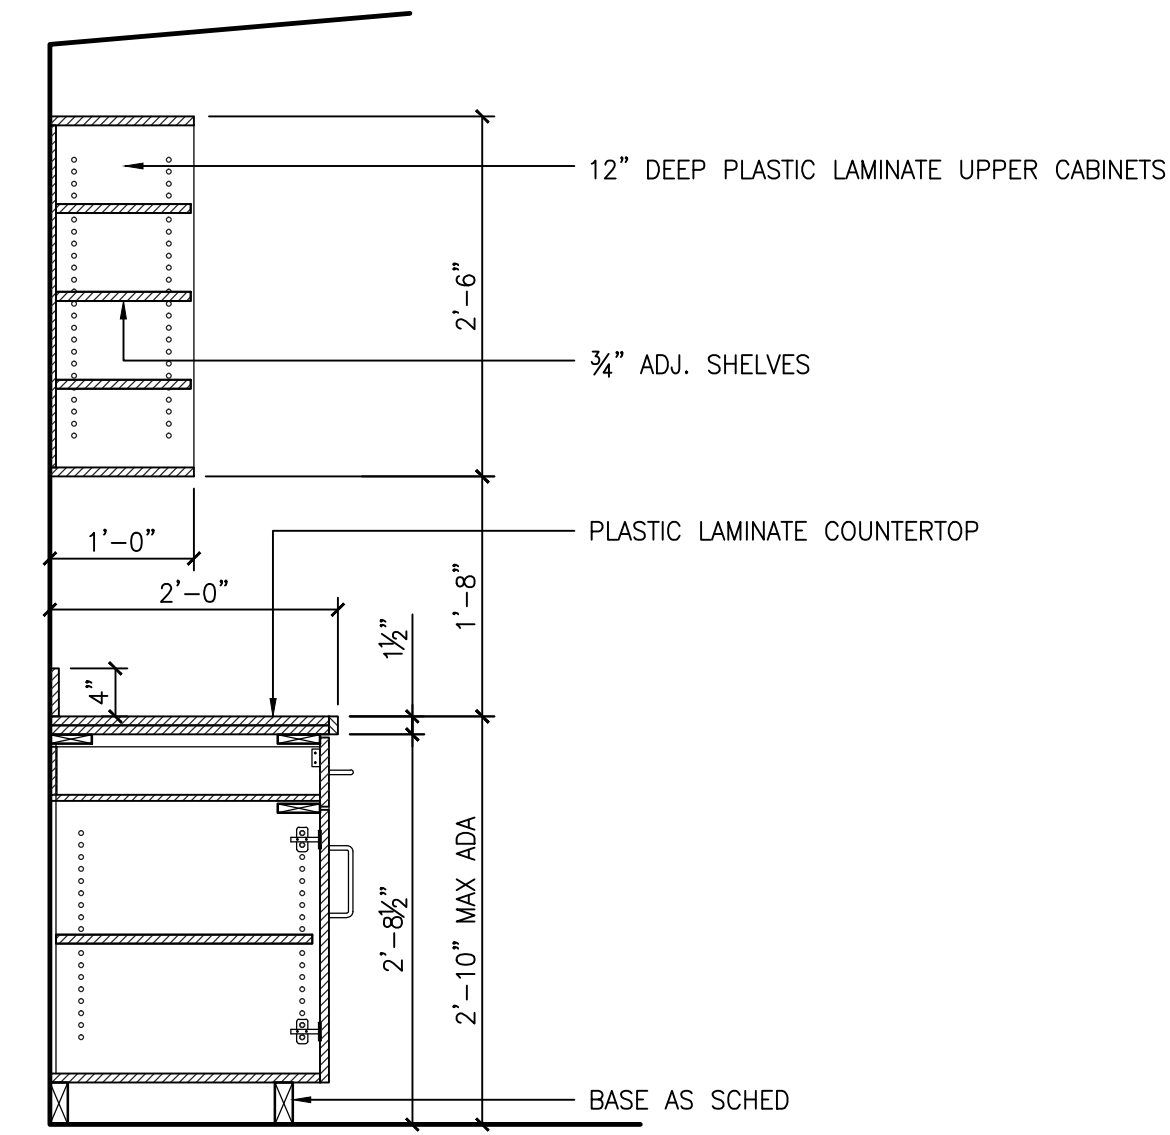 12” DEEP PLASTIC LAMINATE UPPER CABINETS
2’-6”
¾” ADJ. SHELVES
PLASTIC LAMINATE COUNTERTOP
1’-0”
2’-0”
1’-8”
1½”
4”
2’-8½”
2’-10” MAX ADA
BASE AS SCHED